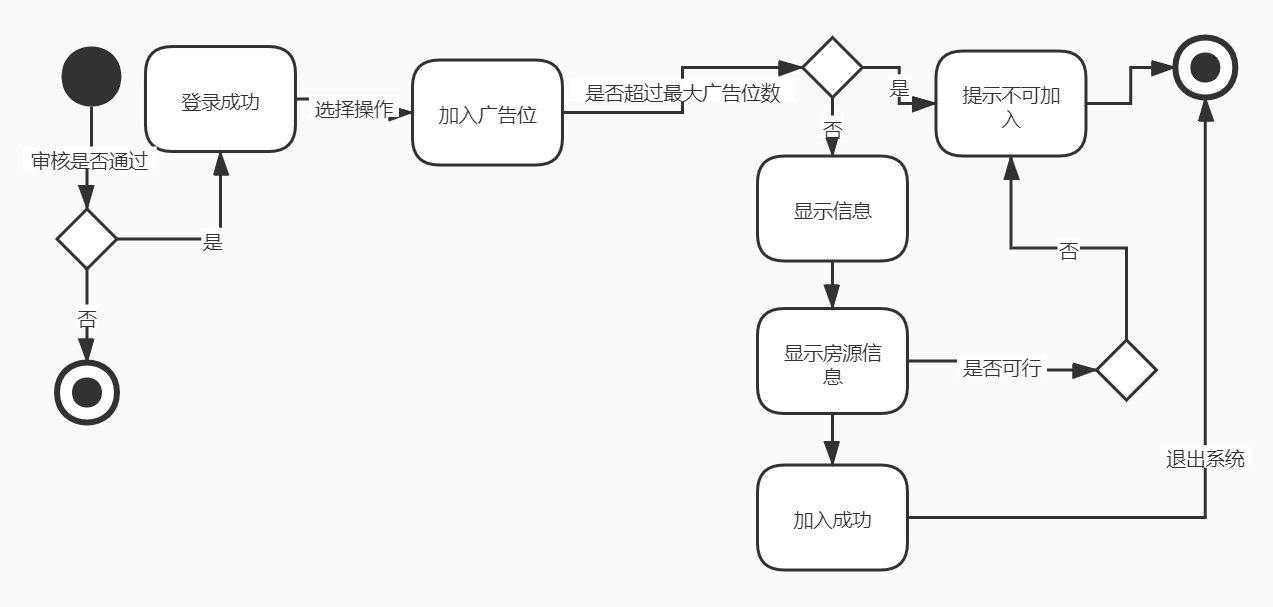 登录成功
选择操作
加入广告位
是否超过最大广告位数
是
提示不可加
入
审核是否通过
否
显示信息
是
否
否
显示房源信
息
是否可行
退出系统
加入成功